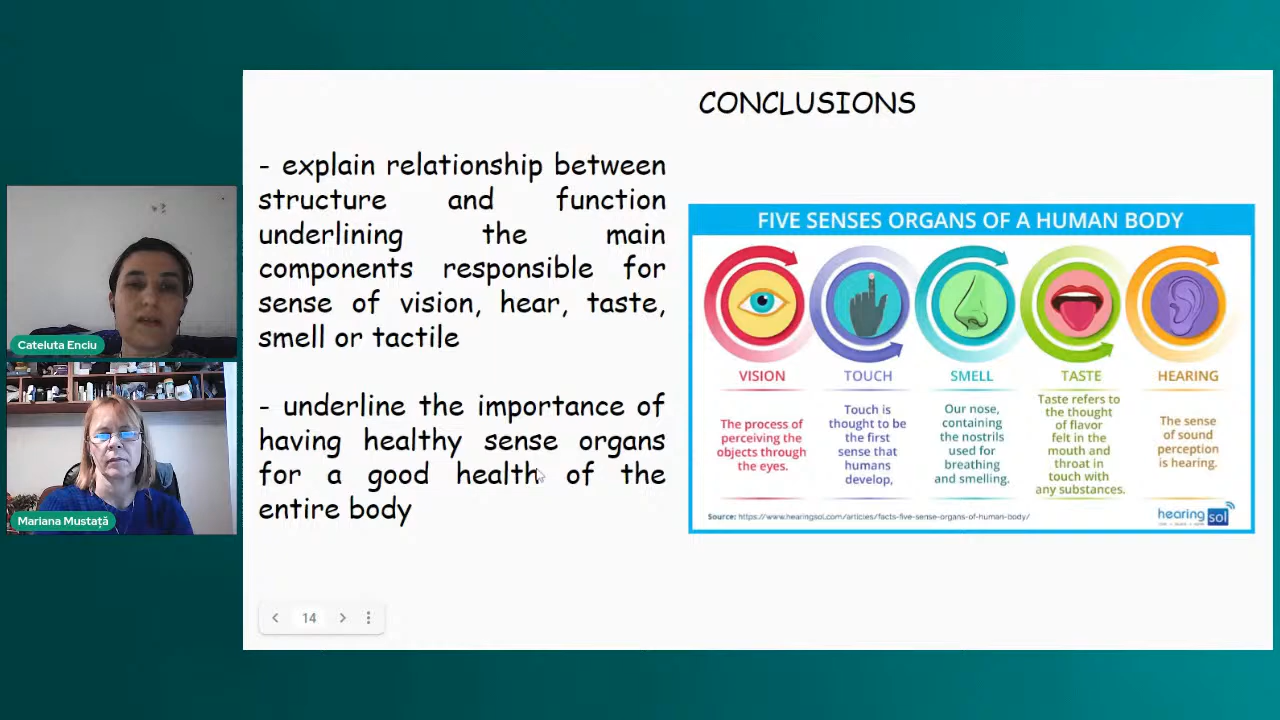 CONCLUSIONS
- explain relationship between
structure and function
underlining the main
components responsible for
sense of vision, hear, taste,
smell or tactile
- underline the importance of
having healthy sense organs
for a good health of the
entire body
FIVE SENSES ORGANS OF A HUMAN BODY
VISION
The process of
perceiving the
objects through
the eyes.
TOUCH
Touch is
thought to be
the first
sense that
humans
develop,
SMELL
Our nose,
containing
the nostrils
used for
breathing
and smelling.
TASTE
Taste refers to
the thought
of flavor
felt in the
mouth and
throat in
touch with
any substances.
HEARING
The sense
of sound
perception
is hearing.
Source: https://www.hearingsol.com/articles/facts-five-sense-organs-of-human-body/
hearing
sol
Cateluta Enciu
Mariana Mustață
14